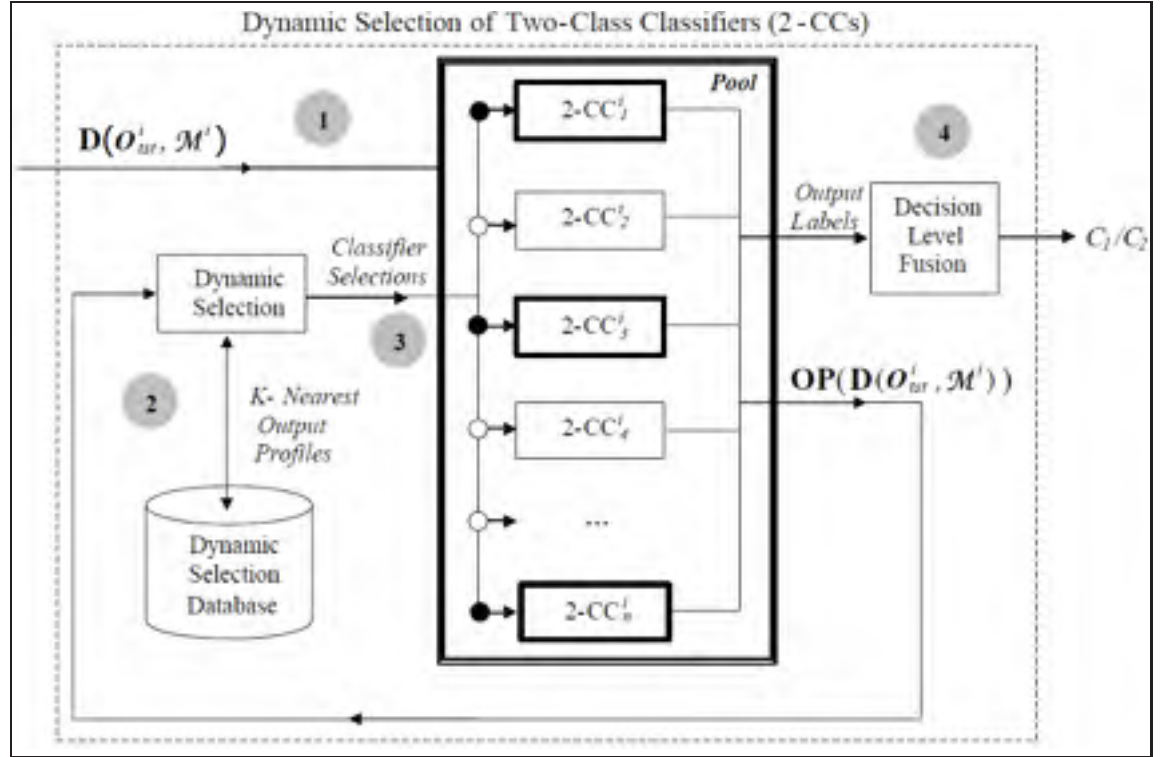 Dynamic Selection of Two-Class Classifiers (2-CCs)
Pool
1
D(O^i_tst, M^i)
2-CC^i_1
4
2-CC^i_2
Output
Labels
Decision
Level
Fusion
C_1/C_2
Classifier
Selections
Dynamic
Selection
3
2-CC^i_3
2
K- Nearest
Output
Profiles
OP(D(O^i_tst, M^i))
2-CC^i_4
...
Dynamic
Selection
Database
2-CC^i_n